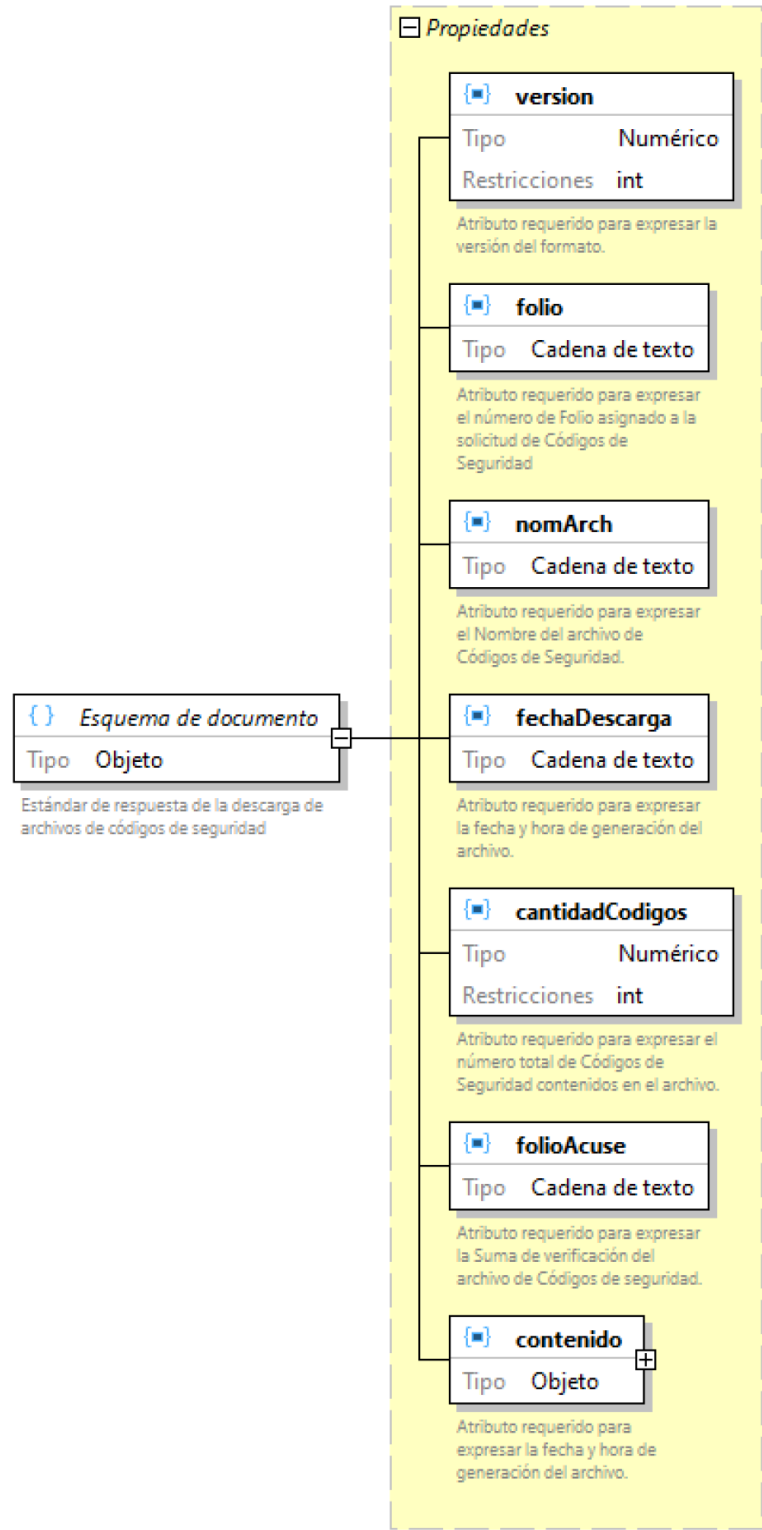 Propiedades
version
Tipo Numérico
Restricciones int
Atributo requerido para expresar la
versión del formato.
folio
Tipo Cadena de texto
Atributo requerido para expresar
el número de Folio asignado a la
solicitud de Códigos de
Seguridad
nomArch
Tipo Cadena de texto
Atributo requerido para expresar
el Nombre del archivo de
Códigos de Seguridad.
Esquema de documento
Tipo Objeto
Estándar de respuesta de la descarga de
archivos de códigos de seguridad
fechaDescarga
Tipo Cadena de texto
Atributo requerido para expresar
la fecha y hora de generación del
archivo.
cantidadCodigos
Tipo Numérico
Restricciones int
Atributo requerido para expresar el
número total de Códigos de
Seguridad contenidos en el archivo.
folioAcuse
Tipo Cadena de texto
Atributo requerido para expresar
la Suma de verificación del
archivo de Códigos de seguridad.
contenido
Tipo Objeto
Atributo requerido para
expresar la fecha y hora de
generación del archivo.